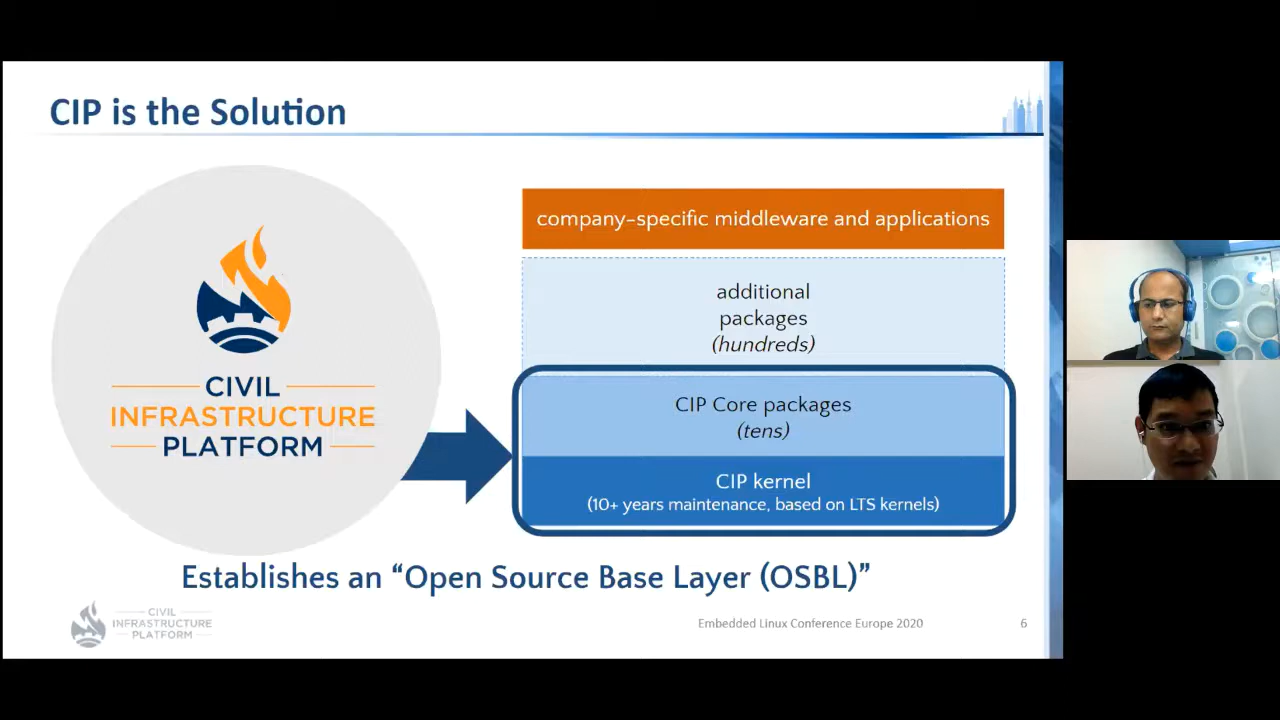 CIP is the Solution
CIVIL
INFRASTRUCTURE
PLATFORM
company-specific middleware and applications
additional
packages
(hundreds)
CIP Core packages
(tens)
CIP kernel
(10+ years maintenance, based on LTS kernels)
Establishes an “Open Source Base Layer (OSBL)”
CIVIL
INFRASTRUCTURE
PLATFORM
Embedded Linux Conference Europe 2020
6